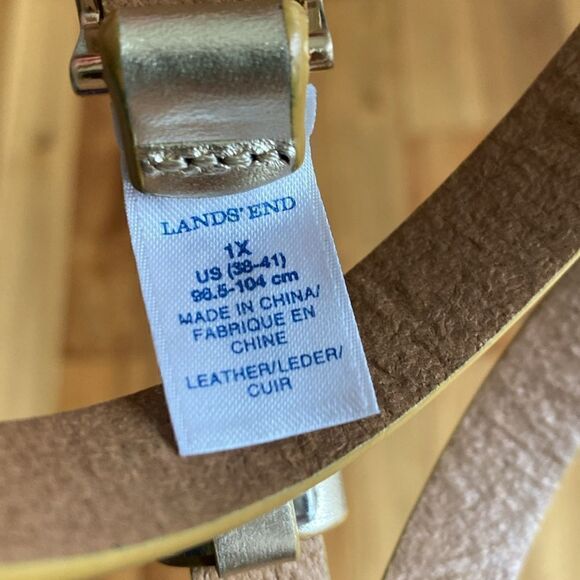 LANDS' END
1X
US (38-41)
96.5-104 cm
MADE IN CHINA/
FABRIQUE EN
CHINE
LEATHER/LEDER/
CUIR